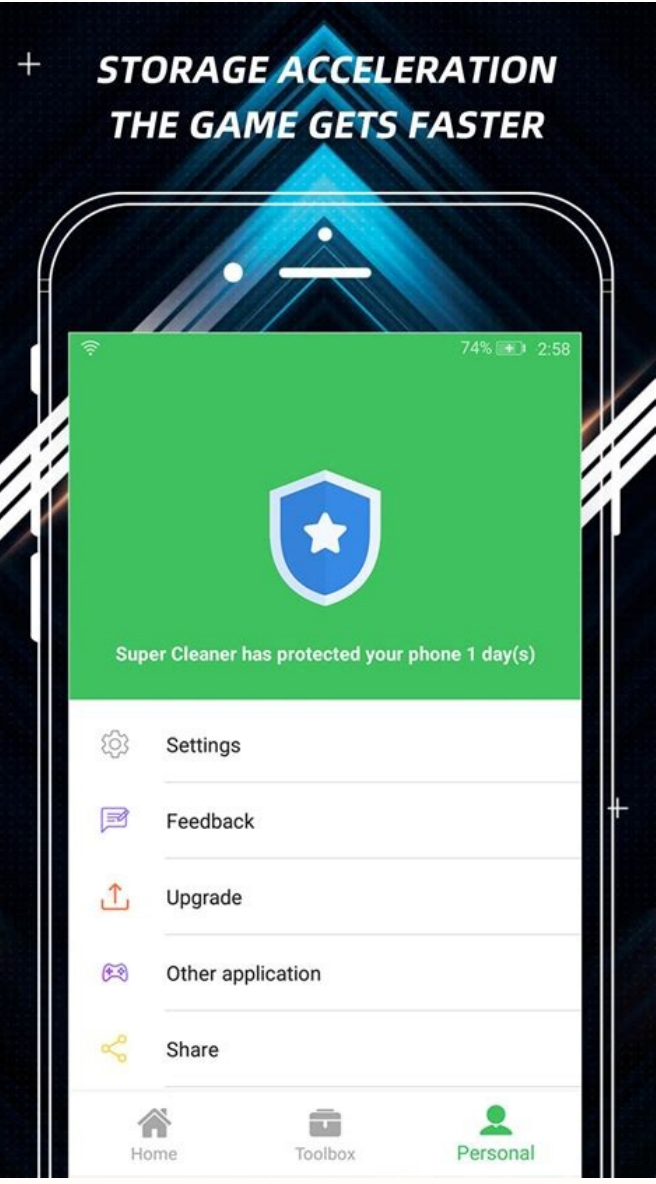 STORAGE ACCELERATION
THE GAME GETS FASTER
74% 2:58
Super Cleaner has protected your phone 1 day(s)
Settings
Feedback
Upgrade
Other application
Share
Home Toolbox Personal